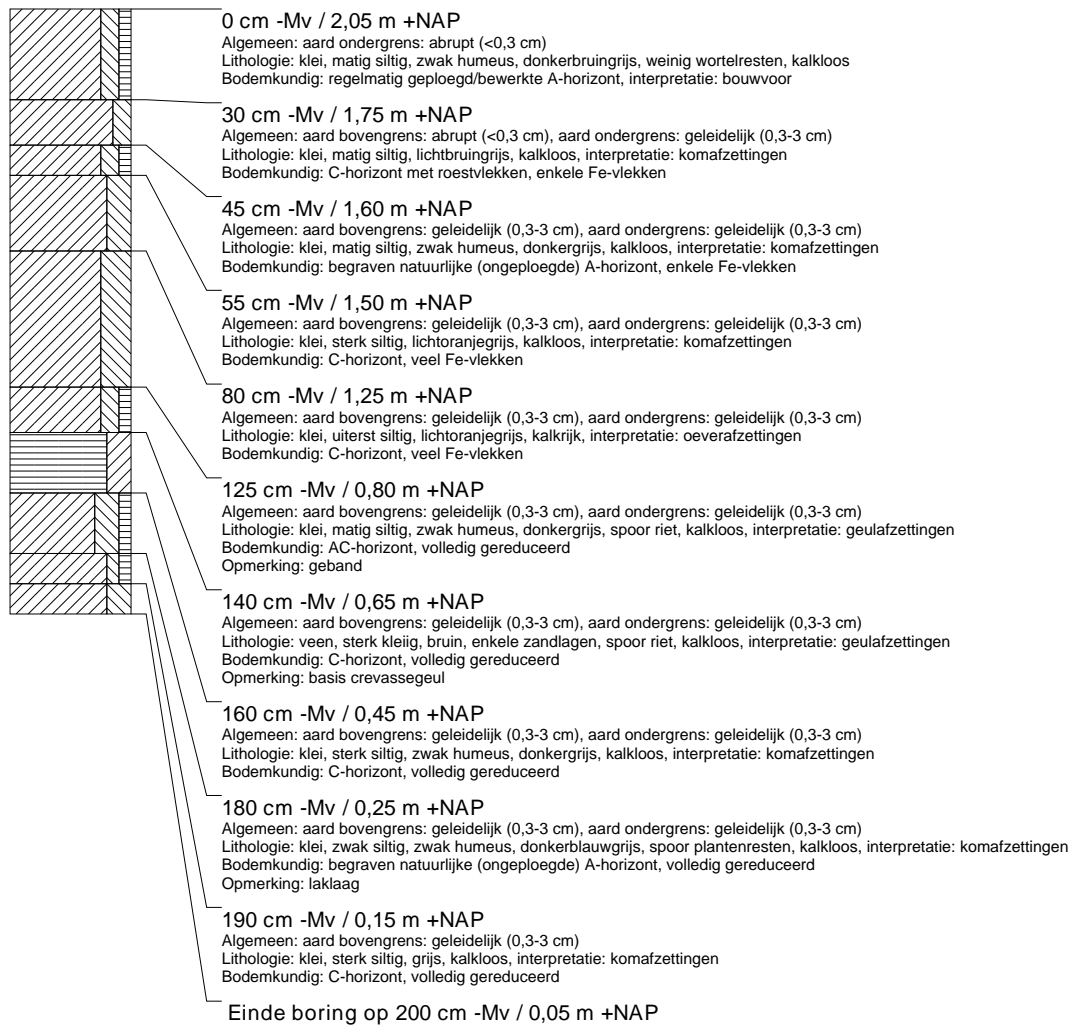 0 cm -Mv / 2,05 m +NAP
Algemeen: aard ondergrens: abrupt (<0,3 cm)
Lithologie: klei, matig siltig, zwak humeus, donkerbruingrijs, weinig wortelresten, kalkloos
Bodemkundig: regelmatig geploegd/bewerkte A-horizont, interpretatie: bouwvoor
30 cm -Mv / 1,75 m +NAP
Algemeen: aard bovengrens: abrupt (<0,3 cm), aard ondergrens: geleidelijk (0,3-3 cm)
Lithologie: klei, matig siltig, lichtbruingrijs, kalkloos, interpretatie: komafzettingen
Bodemkundig: C-horizont met roestvlekken, enkele Fe-vlekken
45 cm -Mv / 1,60 m +NAP
Algemeen: aard bovengrens: geleidelijk (0,3-3 cm), aard ondergrens: geleidelijk (0,3-3 cm)
Lithologie: klei, matig siltig, zwak humeus, donkergrijs, kalkloos, interpretatie: komafzettingen
Bodemkundig: begraven natuurlijke (ongeploegde) A-horizont, enkele Fe-vlekken
55 cm -Mv / 1,50 m +NAP
Algemeen: aard bovengrens: geleidelijk (0,3-3 cm), aard ondergrens: geleidelijk (0,3-3 cm)
Lithologie: klei, sterk siltig, lichtoranjegrijs, kalkloos, interpretatie: komafzettingen
Bodemkundig: C-horizont, veel Fe-vlekken
80 cm -Mv / 1,25 m +NAP
Algemeen: aard bovengrens: geleidelijk (0,3-3 cm), aard ondergrens: geleidelijk (0,3-3 cm)
Lithologie: klei, uiterst siltig, lichtoranjegrijs, kalkrijk, interpretatie: oeverafzettingen
Bodemkundig: C-horizont, veel Fe-vlekken
125 cm -Mv / 0,80 m +NAP
Algemeen: aard bovengrens: geleidelijk (0,3-3 cm), aard ondergrens: geleidelijk (0,3-3 cm)
Lithologie: klei, matig siltig, zwak humeus, donkergrijs, spoor riet, kalkloos, interpretatie: geulafzettingen
Bodemkundig: AC-horizont, volledig gereduceerd
Opmerking: geband
140 cm -Mv / 0,65 m +NAP
Algemeen: aard bovengrens: geleidelijk (0,3-3 cm), aard ondergrens: geleidelijk (0,3-3 cm)
Lithologie: veen, sterk kleiig, bruin, enkele zandlagen, spoor riet, kalkloos, interpretatie: geulafzettingen
Bodemkundig: C-horizont, volledig gereduceerd
Opmerking: basis crevassegeul
160 cm -Mv / 0,45 m +NAP
Algemeen: aard bovengrens: geleidelijk (0,3-3 cm), aard ondergrens: geleidelijk (0,3-3 cm)
Lithologie: klei, sterk siltig, zwak humeus, donkergrijs, kalkloos, interpretatie: komafzettingen
Bodemkundig: C-horizont, volledig gereduceerd
180 cm -Mv / 0,25 m +NAP
Algemeen: aard bovengrens: geleidelijk (0,3-3 cm), aard ondergrens: geleidelijk (0,3-3 cm)
Lithologie: klei, zwak siltig, zwak humeus, donkerblauwgrijs, spoor plantenresten, kalkloos, interpretatie: komafzettingen
Bodemkundig: begraven natuurlijke (ongeploegde) A-horizont, volledig gereduceerd
Opmerking: laklaag
190 cm -Mv / 0,15 m +NAP
Algemeen: aard bovengrens: geleidelijk (0,3-3 cm)
Lithologie: klei, sterk siltig, grijs, kalkloos, interpretatie: komafzettingen
Bodemkundig: C-horizont, volledig gereduceerd
Einde boring op 200 cm -Mv / 0,05 m +NAP